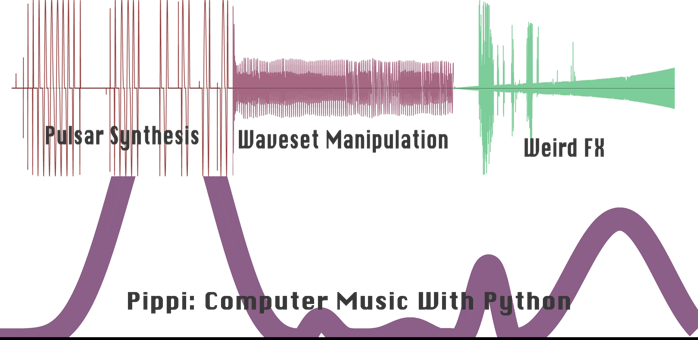 Pulsar Synthesis
Waveset Manipulation
Weird FX
Pippi: Computer Music With Python